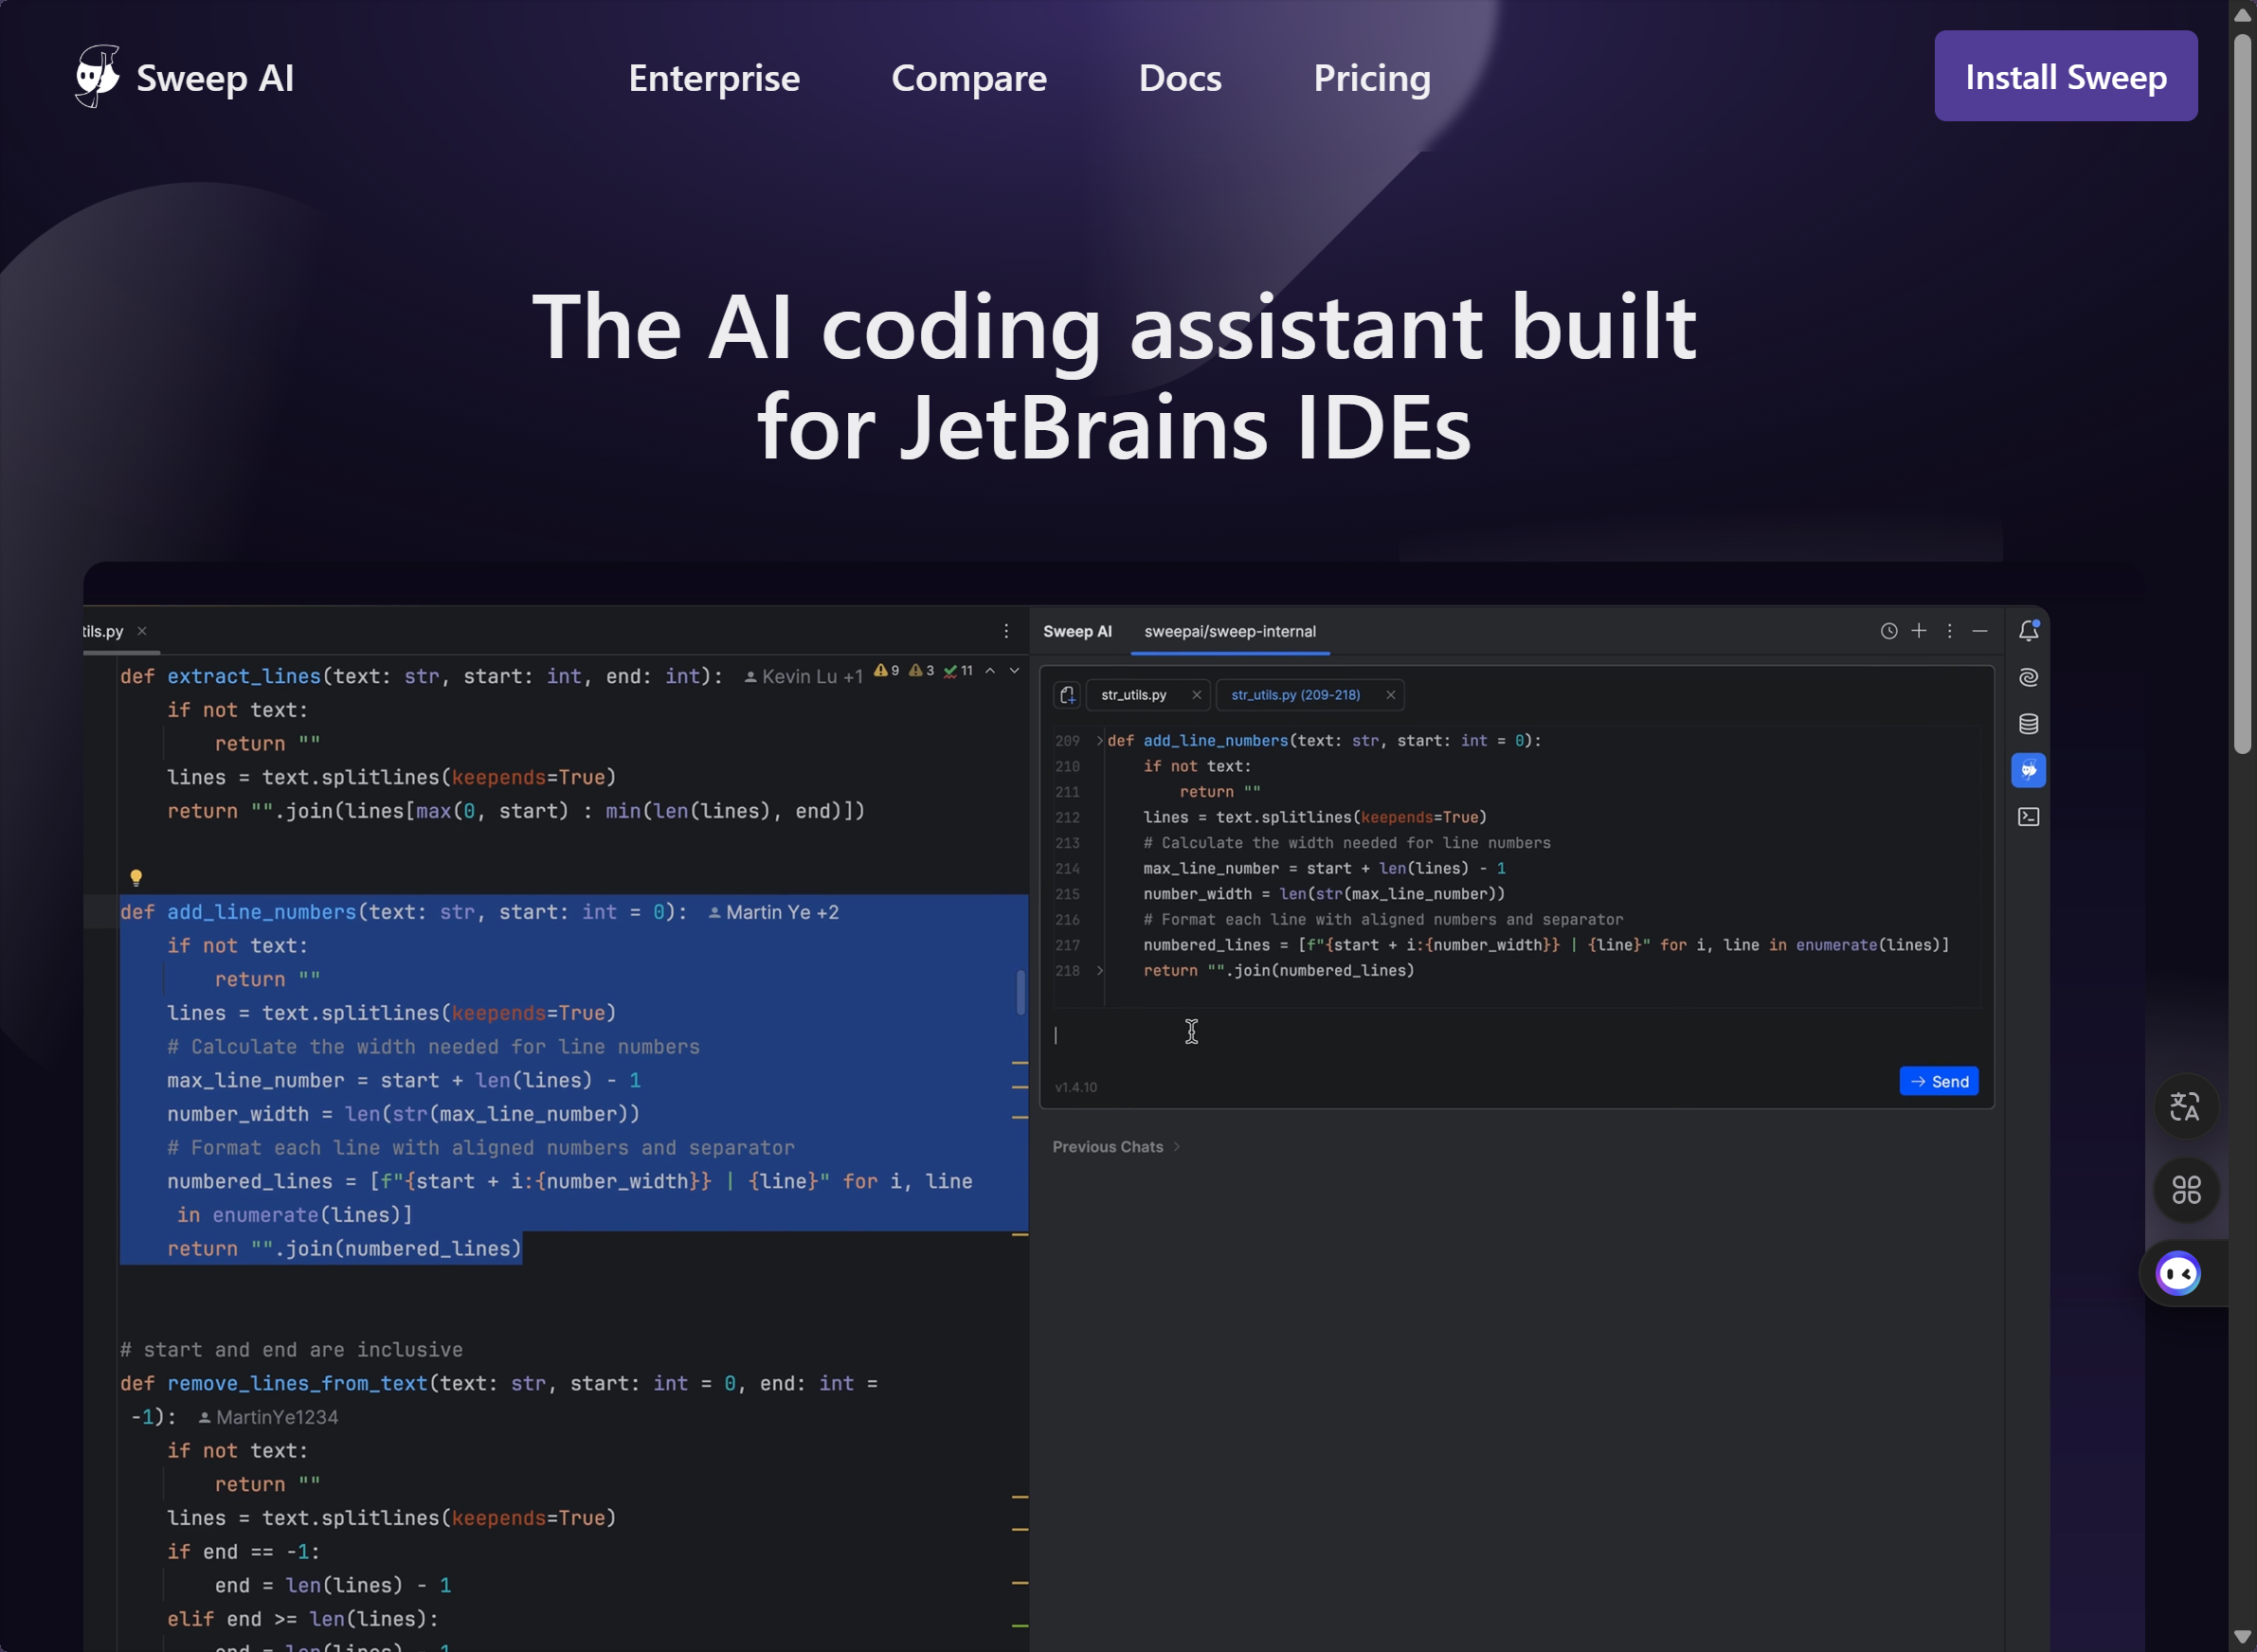 Sweep AI
Enterprise
Compare
Docs
Pricing
Install Sweep
The AI coding assistant built
for JetBrains IDEs
tils.py
def extract_lines(text: str, start: int, end: int): Kevin Lu +1 9 3 11
if not text:
return ""
lines = text.splitlines(keepends=True)
return "".join(lines[max(0, start) : min(len(lines), end)])
def add_line_numbers(text: str, start: int = 0): Martin Ye +2
if not text:
return ""
lines = text.splitlines(keepends=True)
# Calculate the width needed for line numbers
max_line_number = start + len(lines) - 1
number_width = len(str(max_line_number))
# Format each line with aligned numbers and separator
numbered_lines = [f"{start + i:{number_width}} | {line}" for i, line
in enumerate(lines)]
return "".join(numbered_lines)
# start and end are inclusive
def remove_lines_from_text(text: str, start: int = 0, end: int =
-1): MartinYe1234
if not text:
return ""
lines = text.splitlines(keepends=True)
if end == -1:
end = len(lines) - 1
elif end >= len(lines):
end = len(lines) - 1
Sweep AI
sweepai/sweep-internal
str_utils.py
str_utils.py (209-218)
209 def add_line_numbers(text: str, start: int = 0):
210 if not text:
211 return ""
212 lines = text.splitlines(keepends=True)
213 # Calculate the width needed for line numbers
214 max_line_number = start + len(lines) - 1
215 number_width = len(str(max_line_number))
216 # Format each line with aligned numbers and separator
217 numbered_lines = [f"{start + i:{number_width}} | {line}" for i, line in enumerate(lines)]
218 return "".join(numbered_lines)
v1.4.10
Send
Previous Chats